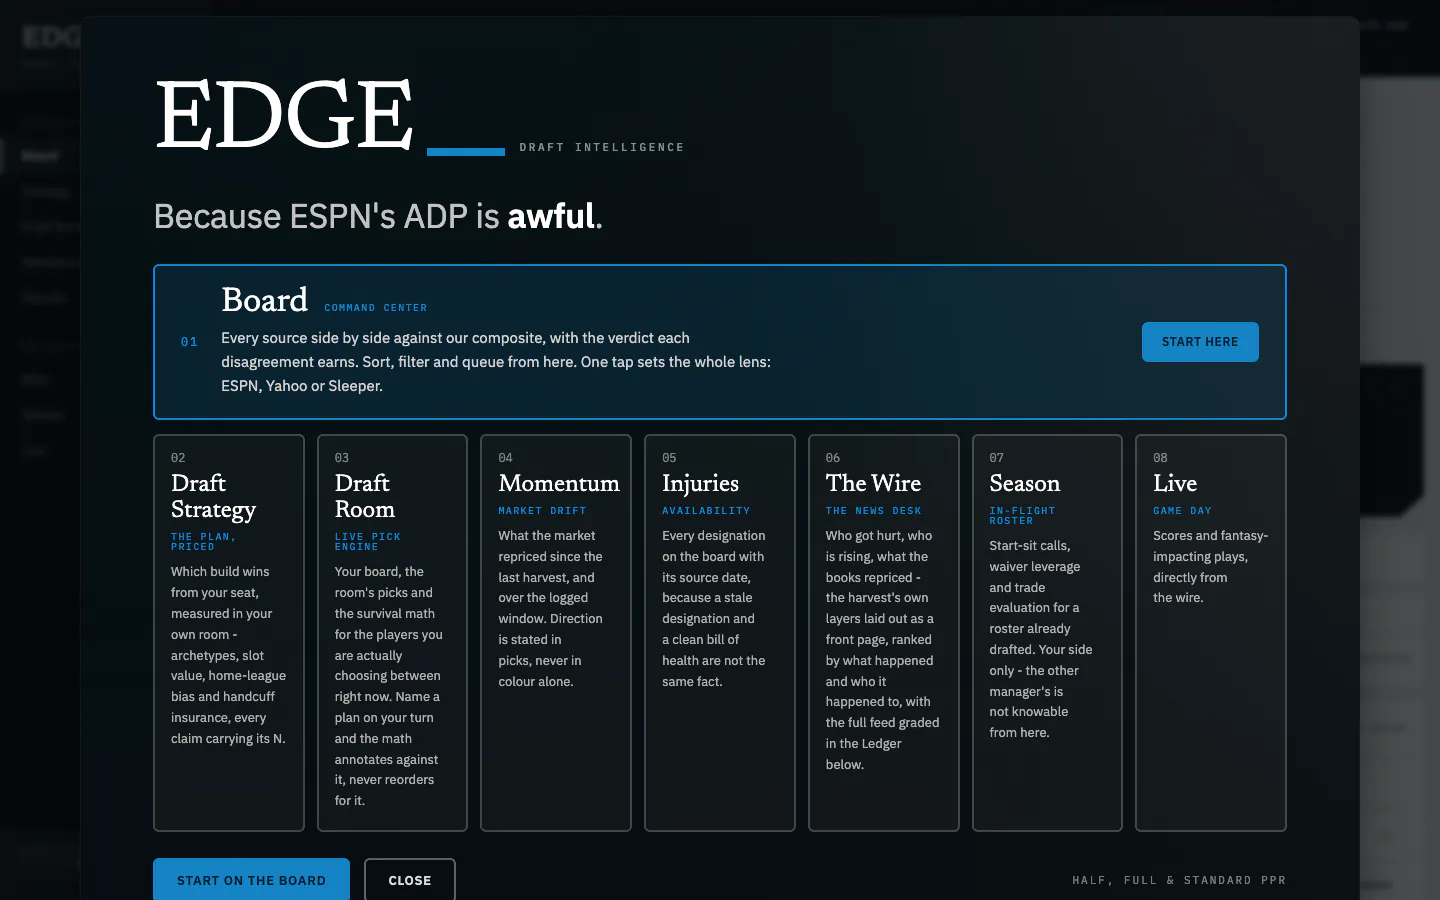 EDGE
DRAFT INTELLIGENCE
Because ESPN's ADP is awful.
01
Board
COMMAND CENTER
Every source side by side against our composite, with the verdict each
disagreement earns. Sort, filter and queue from here. One tap sets the whole lens:
ESPN, Yahoo or Sleeper.
START HERE
02
Draft
Strategy
THE PLAN,
PRICED
Which build wins
from your seat,
measured in your
own room -
archetypes, slot
value, home-league
bias and handcuff
insurance, every
claim carrying its N.
03
Draft
Room
LIVE PICK
ENGINE
Your board, the
room's picks and
the survival math
for the players you
are actually
choosing between
right now. Name a
plan on your turn
and the math
annotates against
it, never reorders
for it.
04
Momentum
MARKET DRIFT
What the market
repriced since the
last harvest, and
over the logged
window. Direction
is stated in
picks, never in
colour alone.
05
Injuries
AVAILABILITY
Every designation
on the board with
its source date,
because a stale
designation and
a clean bill of
health are not the
same fact.
06
The Wire
THE NEWS DESK
Who got hurt, who
is rising, what the
books repriced -
the harvest's own
layers laid out as a
front page, ranked
by what happened
and who it
happened to, with
the full feed graded
in the Ledger
below.
07
Season
IN-FLIGHT
ROSTER
Start-sit calls,
waiver leverage
and trade
evaluation for a
roster already
drafted. Your side
only - the other
manager's is
not knowable
from here.
08
Live
GAME DAY
Scores and fantasy-
impacting plays,
directly from
the wire.
START ON THE BOARD
CLOSE
HALF, FULL & STANDARD PPR